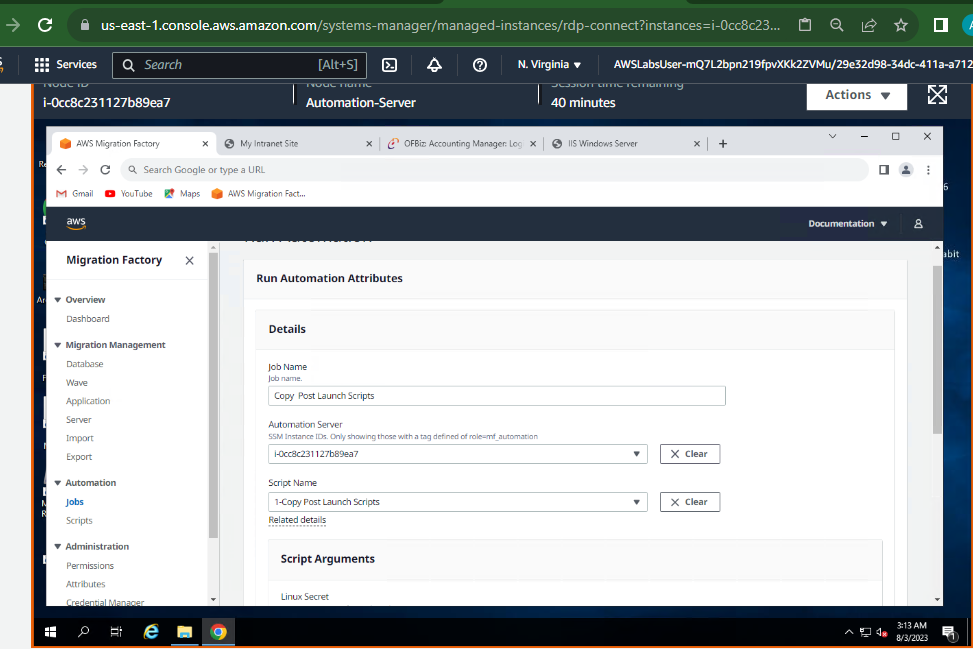 us-east-1.console.aws.amazon.com/systems-manager/managed-instances/rdp-connect?instances=i-0cc8c23...
Services
Search
[Alt+S]
N. Virginia
AWSLabsUser-mQ7L2bpn219fpvXKk2ZVMu/29e32d98-34dc-411a-a712
Node ID
Node name
Session time remaining
i-0cc8c231127b89ea7
Automation-Server
40 minutes
Actions
AWS Migration Factory
My Intranet Site
OFBiz: Accounting Manager: Log
IIS Windows Server
Search Google or type a URL
Gmail
YouTube
Maps
AWS Migration Fact...
aws
Documentation
Migration Factory
Run Automation Attributes
Overview
Dashboard
Migration Management
Database
Wave
Application
Server
Import
Export
Automation
Jobs
Scripts
Administration
Permissions
Attributes
Credential Manager
Details
Job Name
Job name.
Copy Post Launch Scripts
Automation Server
SSM Instance IDs. Only showing those with a tag defined of role=mf_automation
i-0cc8c231127b89ea7
Clear
Script Name
1-Copy Post Launch Scripts
Clear
Related details
Script Arguments
Linux Secret
3:13 AM
8/3/2023
1